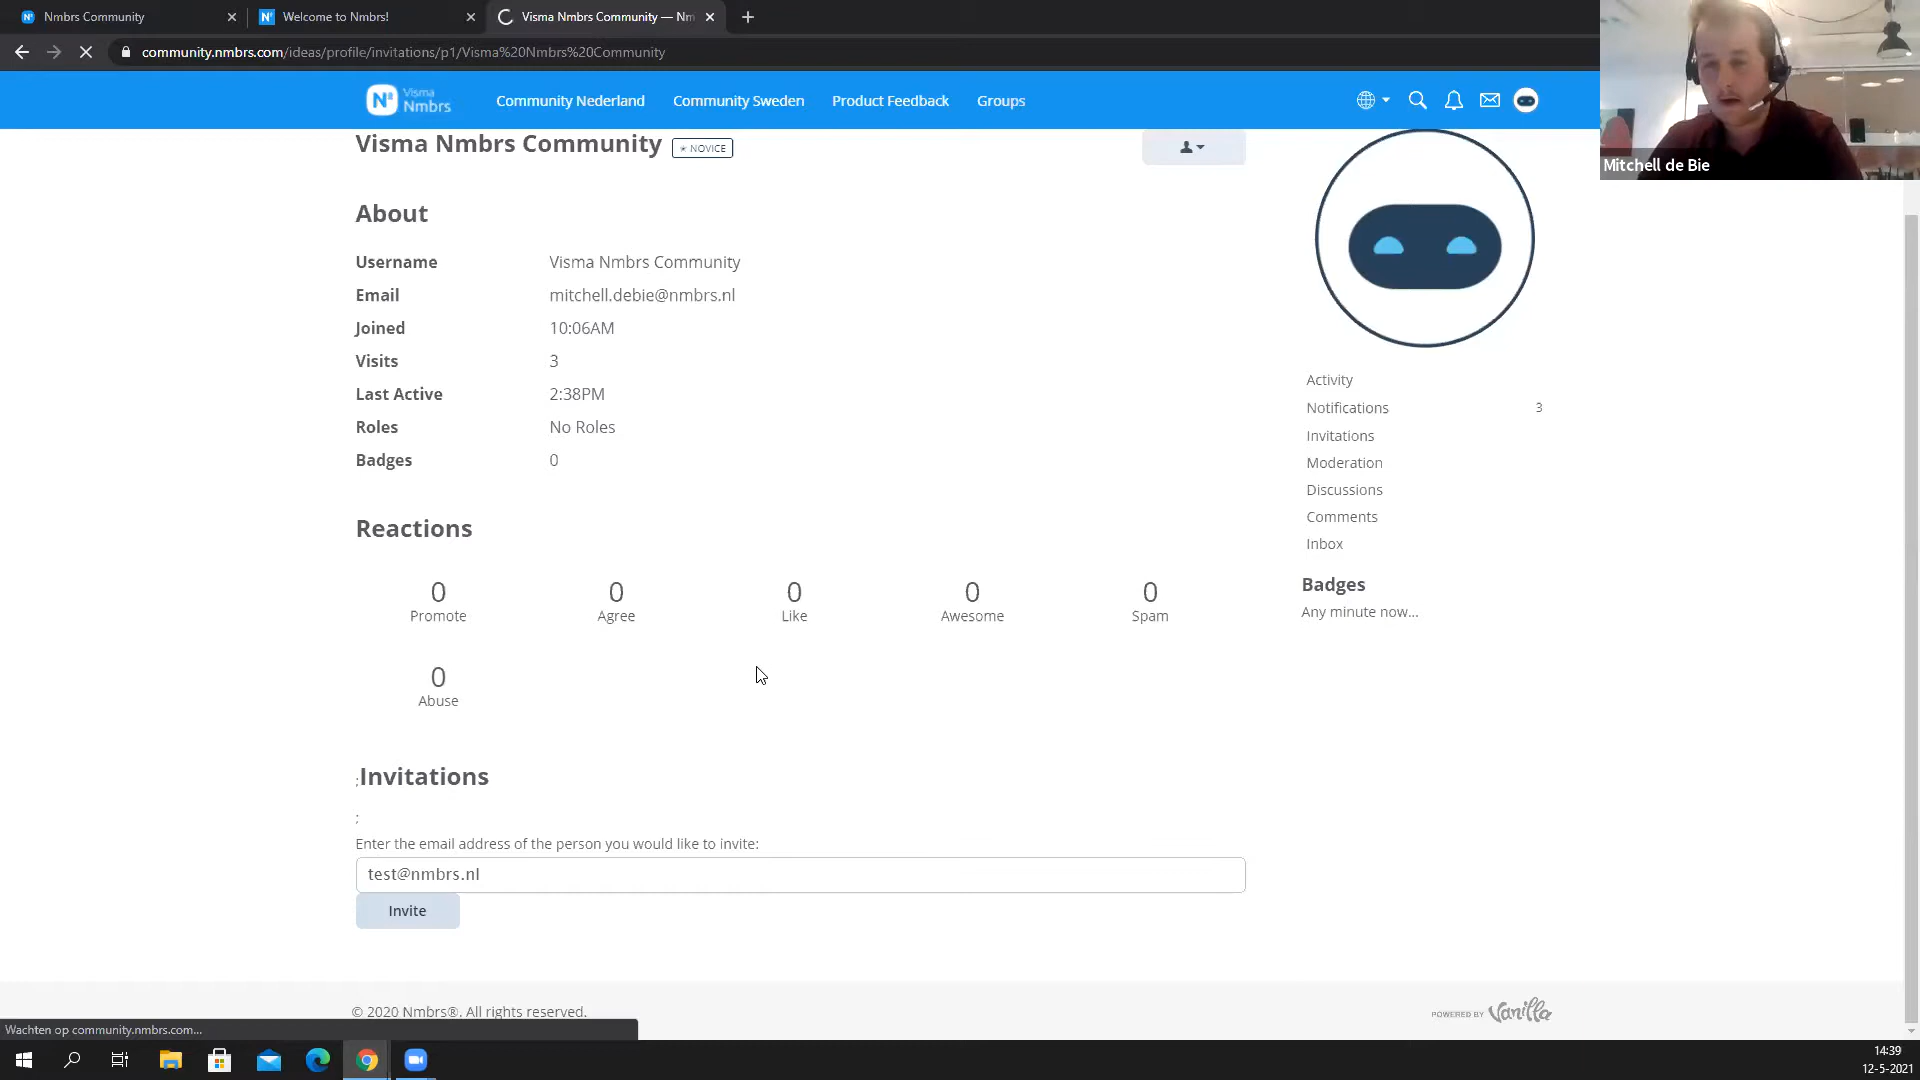 Nmbrs Community
Welcome to Nmbrs!
Visma Nmbrs Community — Nm
community.nmbrs.com/ideas/profile/invitations/p1/Visma%20Nmbrs%20Community
Visma Nmbrs
Community Nederland
Community Sweden
Product Feedback
Groups
Mitchell de Bie
Visma Nmbrs Community
NOVICE
About
Username Visma Nmbrs Community
Email mitchell.debie@nmbrs.nl
Joined 10:06AM
Visits 3
Last Active 2:38PM
Roles No Roles
Badges 0
Activity
Notifications 3
Invitations
Moderation
Discussions
Comments
Inbox
Badges
Any minute now...
Reactions
0 0 0 0 0
Promote Agree Like Awesome Spam
0
Abuse
;Invitations
;
Enter the email address of the person you would like to invite:
test@nmbrs.nl
Invite
© 2020 Nmbrs®. All rights reserved.
POWERED BY Vanilla
Wachten op community.nmbrs.com...
14:39
12-5-2021